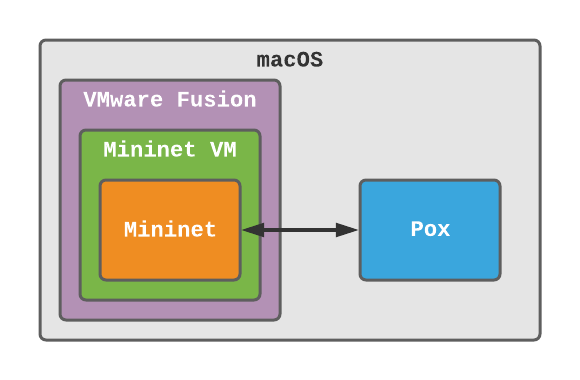 macOS
VMware Fusion
Mininet VM
Mininet
Pox